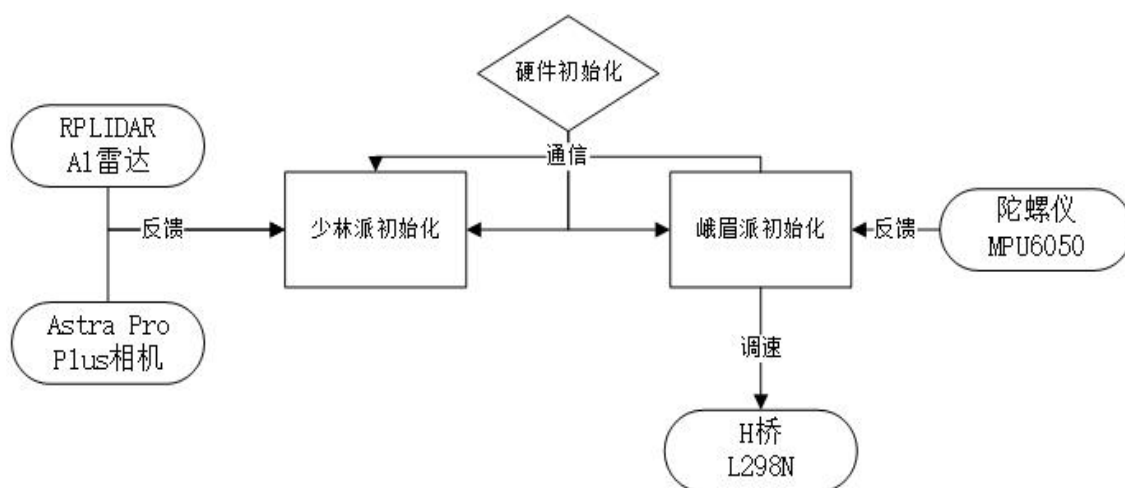 硬件初始化
RPLIDAR
A1雷达
通信
少林派初始化
峨眉派初始化
反馈
反馈
陀螺仪
MPU6050
Astra Pro
Plus相机
调速
H桥
L298N